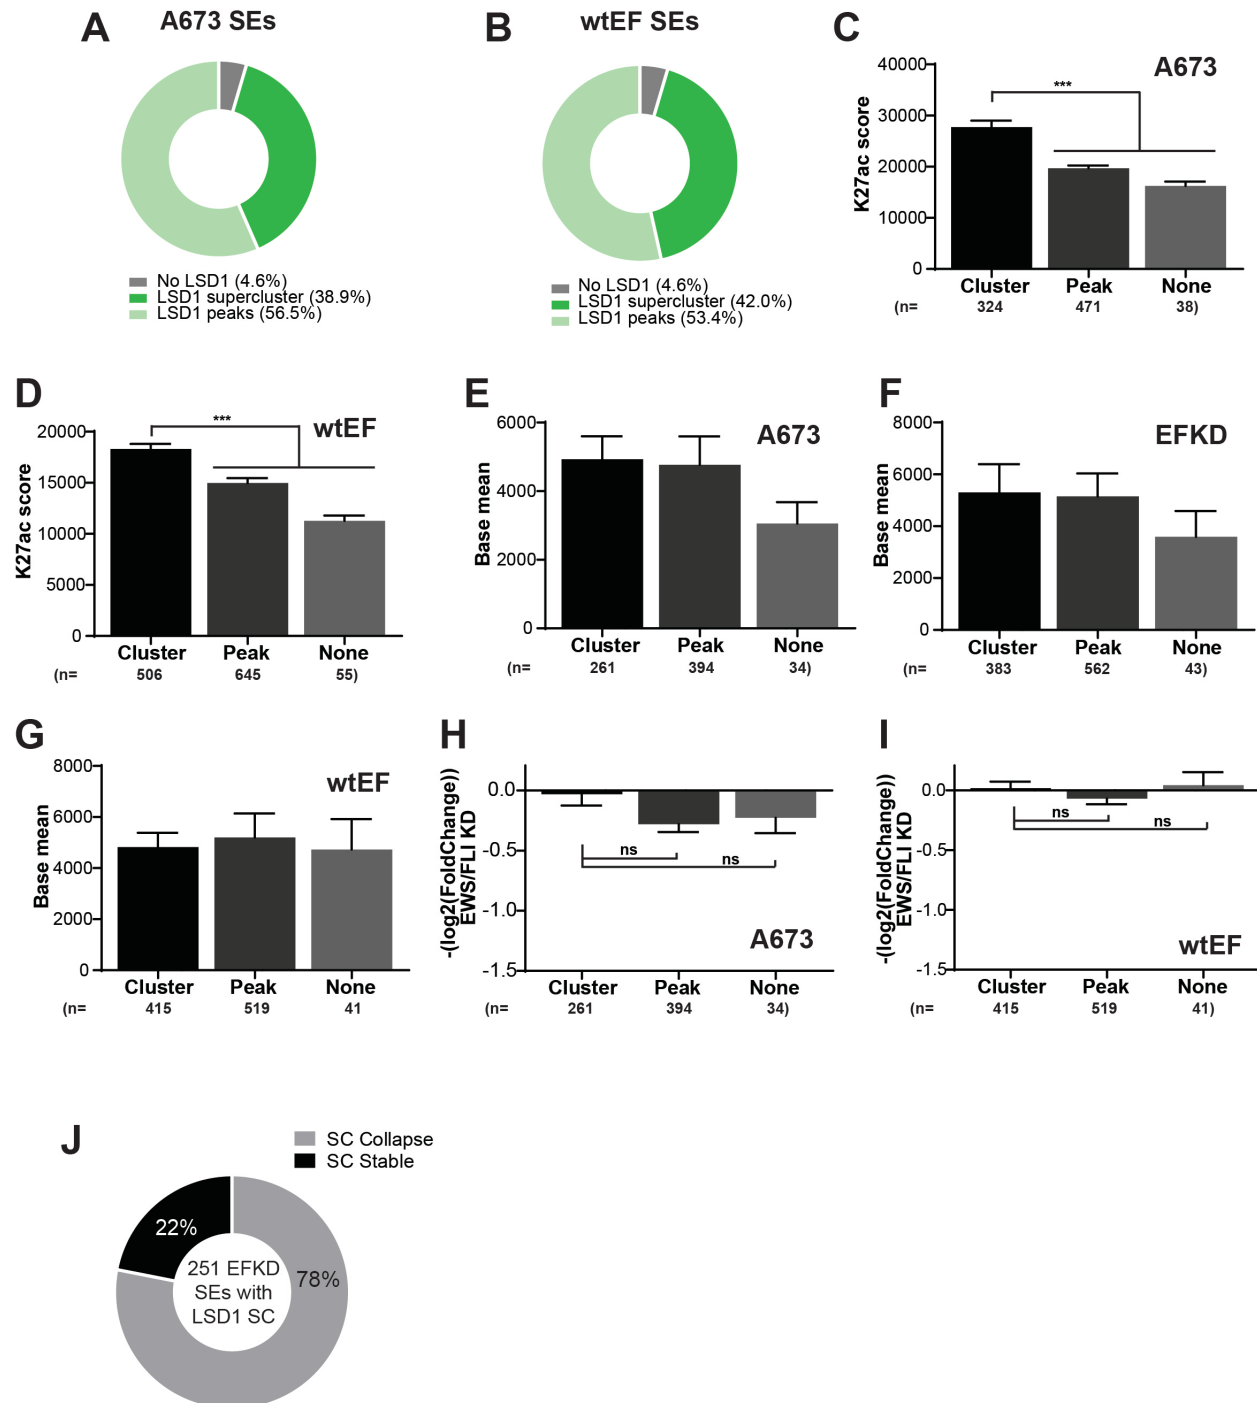 A
A673 SEs
No LSD1 (4.6%)
LSD1 supercluster (38.9%)
LSD1 peaks (56.5%)
B
wtEF SEs
No LSD1 (4.6%)
LSD1 supercluster (42.0%)
LSD1 peaks (53.4%)
C
A673
K27ac score
40000
30000
20000
10000
0
***
Cluster Peak None
(n= 324 471 38)
D
wtEF
K27ac score
20000
15000
10000
5000
0
***
Cluster Peak None
(n= 506 645 55)
E
A673
Base mean
6000
4000
2000
0
Cluster Peak None
(n= 261 394 34)
F
EFKD
Base mean
8000
6000
4000
2000
0
Cluster Peak None
(n= 383 562 43)
G
wtEF
Base mean
8000
6000
4000
2000
0
Cluster Peak None
(n= 415 519 41
H
-(log2(FoldChange))
EWS/FLI KD
0.0
-0.5
-1.0
-1.5
ns
ns
A673
Cluster Peak None
(n= 261 394 34)
I
-(log2(FoldChange))
EWS/FLI KD
0.0
-0.5
-1.0
-1.5
ns
ns
wtEF
Cluster Peak None
(n= 415 519 41)
J
SC Collapse
SC Stable
22%
78%
251 EFKD
SEs with
LSD1 SC